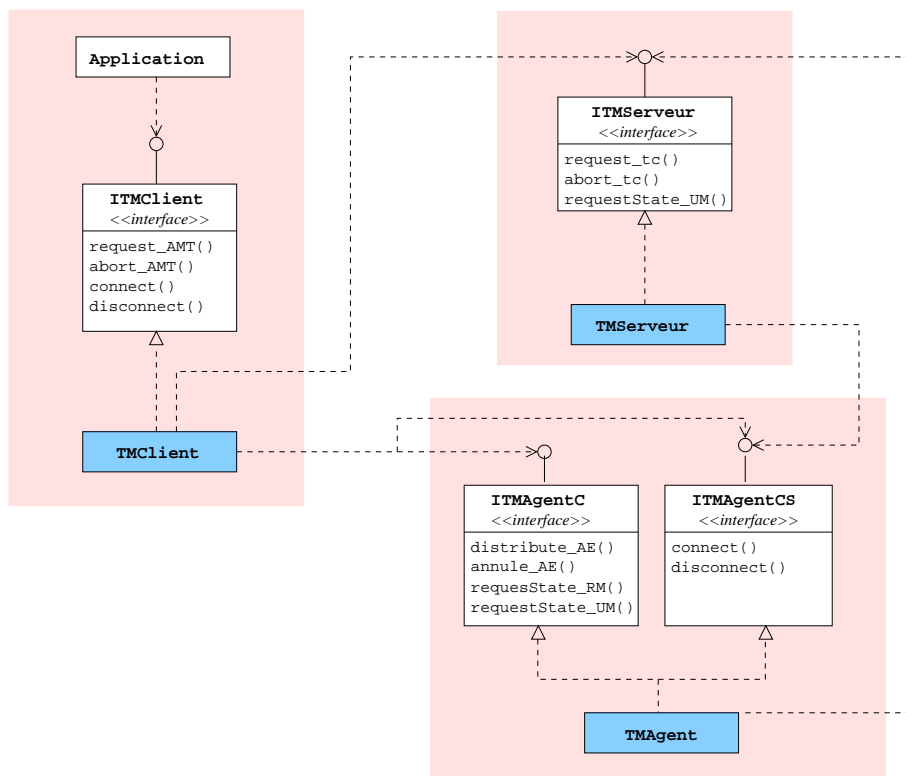 Application
ITMClient
<<interface>>
request_AMT()
abort_AMT()
connect()
disconnect()
TMClient
ITMServeur
<<interface>>
request_tc()
abort_tc()
requestState_UM()
TMServeur
ITMAgentC
<<interface>>
distribute_AE()
annule_AE()
requesState_RM()
requestState_UM()
ITMAgentCS
<<interface>>
connect()
disconnect()
TMAgent